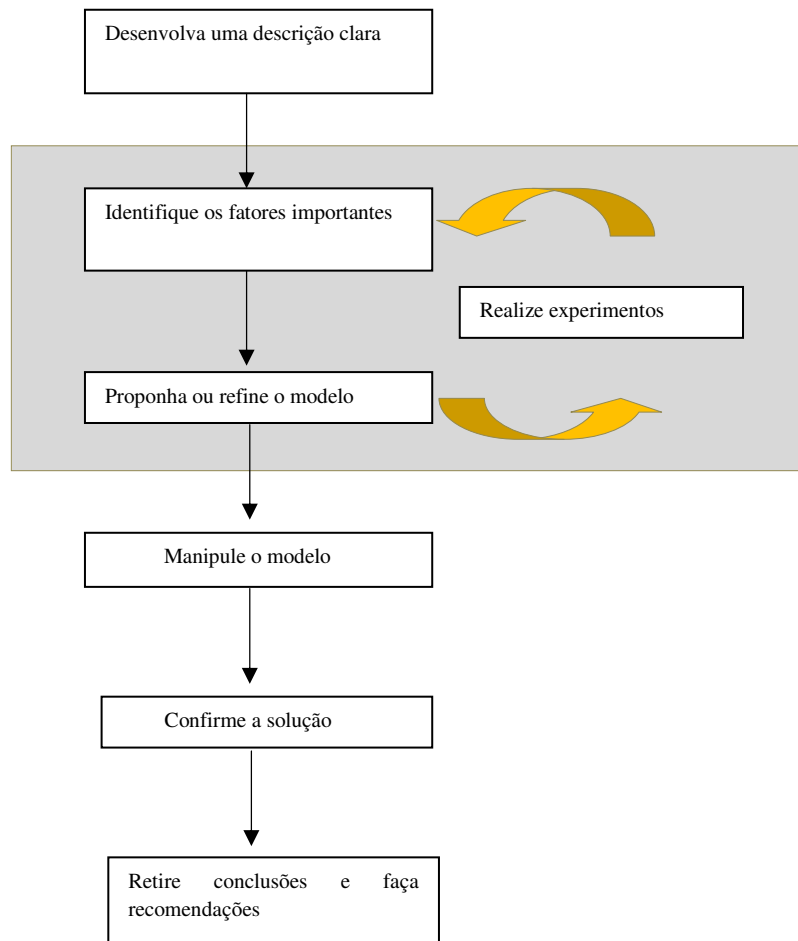 Desenvolva uma descrição clara
Identifique os fatores importantes
Realize experimentos
Proponha ou refine o modelo
Manipule o modelo
Confirme a solução
Retire conclusões e faça
recomendações